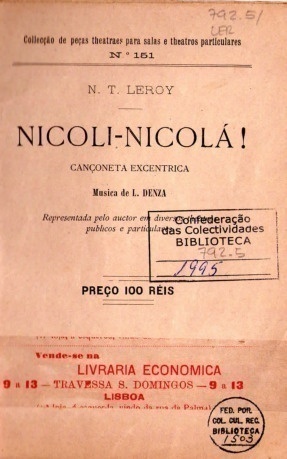 792.5/
LER
Collecção de peças theatraes para salas e theatros particulares
N.º 151
N. T. LEROY
NICOLI-NICOLÁ!
CANÇONETA EXCENTRICA
Musica de L. DENZA
Representada pelo auctor em diversos
publicos e particulares
Confederação
das Colectividades
BIBLIOTECA
792.5
1995
PREÇO 100 RÉIS
Vende-se na
LIVRARIA ECONOMICA
9 a 13 — TRAVESSA S. DOMINGOS — 9 a 13
LISBOA
FED. POR.
COL. CUL. REC.
BIBLIOTECA
1503